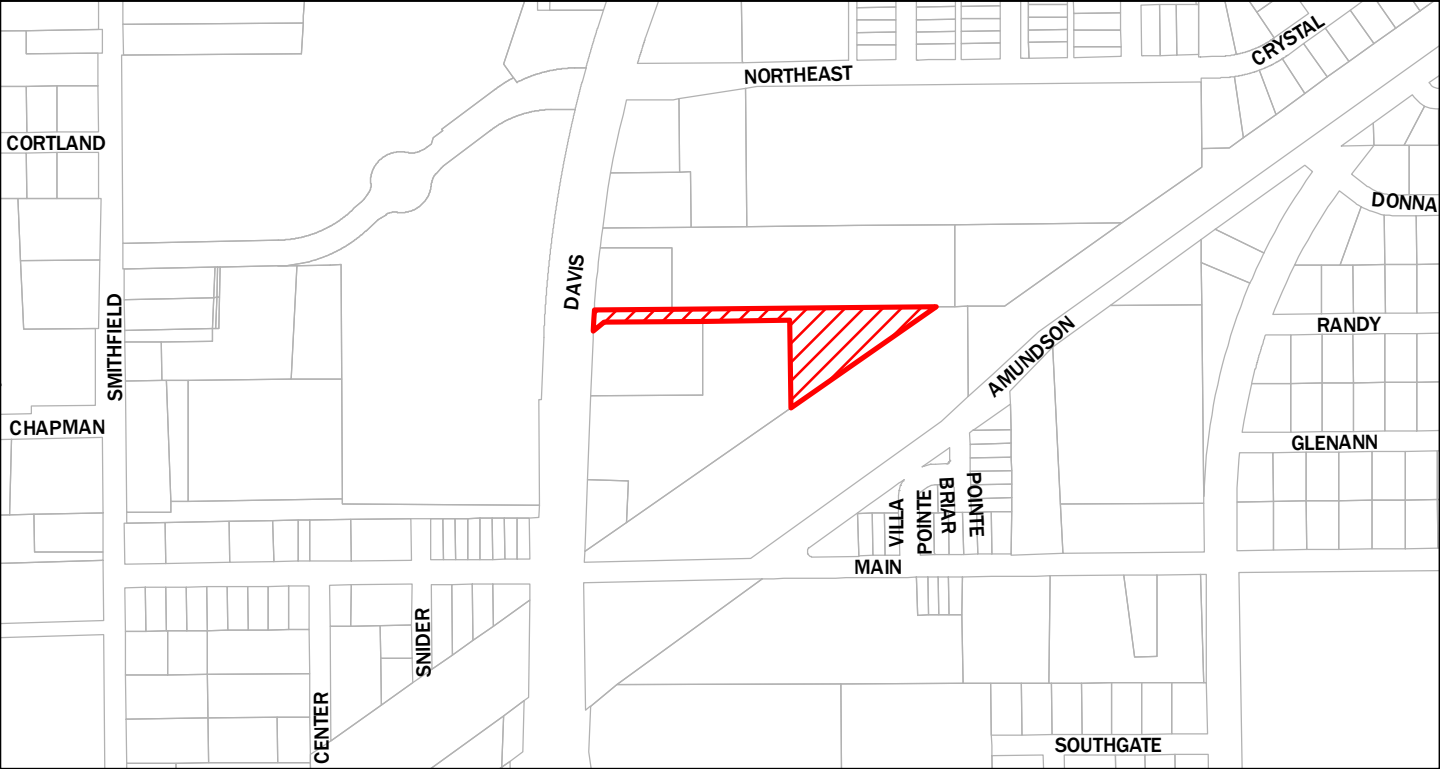 CRYSTAL
NORTHEAST
CORTLAND
DONNA
DAVIS
SMITHFIELD
RANDY
AMUNDSON
CHAPMAN
GLENANN
VILLA
POINTE
BRIAR
POINTE
MAIN
SNIDER
CENTER
SOUTHGATE